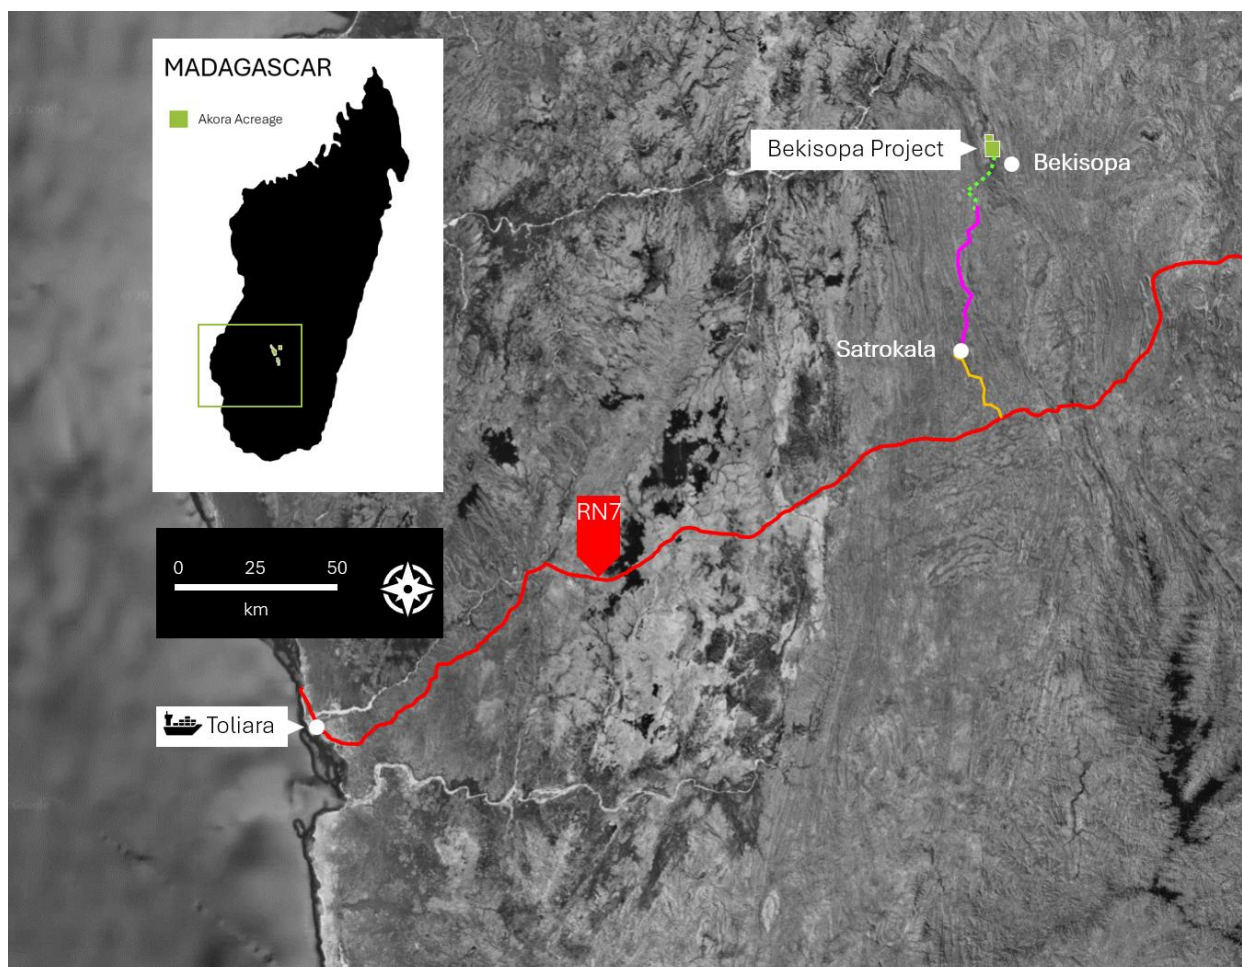 MADAGASCAR
Akora Acreage
Bekisopa Project
Bekisopa
Satrokala
RN7
0 25 50
km
Toliara